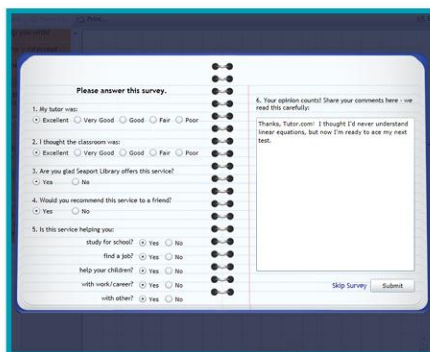 Print...
Please answer this survey.
1. My tutor was:
Excellent Very Good Good Fair Poor
2. I thought the classroom was:
Excellent Very Good Good Fair Poor
3. Are you glad Seaport Library offers this service?
Yes No
4. Would you recommend this service to a friend?
Yes No
5. Is this service helping you:
study for school? Yes No
find a job? Yes No
help your children? Yes No
with work/career? Yes No
with other? Yes No
6. Your opinion counts! Share your comments here - we
read this carefully:
Thanks, Tutor.com! I thought I'd never understand
linear equations, but now I'm ready to ace my next
test.
Skip Survey Submit